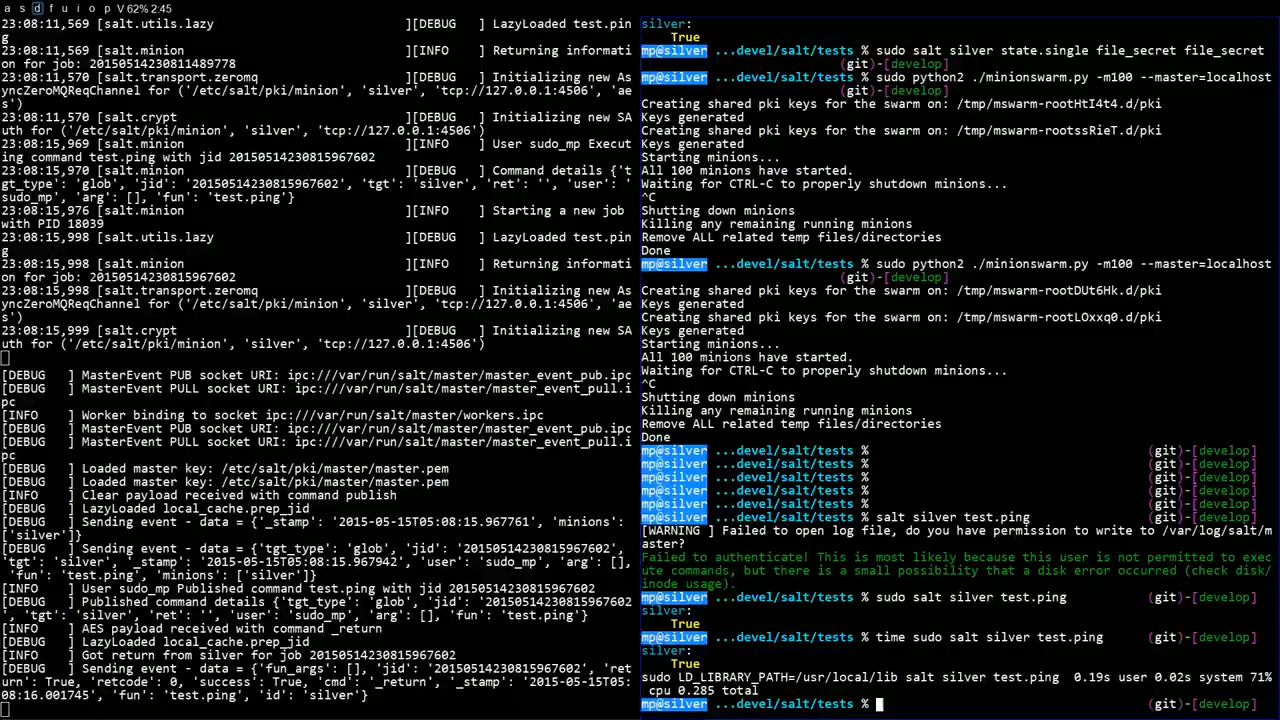 a s d f u i o p V 62% 2:45
23:08:11,569 [salt.utils.lazy ][DEBUG ] LazyLoaded test.pin
g
23:08:11,569 [salt.minion ][INFO ] Returning informati
on for job: 20150514230811489778
23:08:11,570 [salt.transport.zeromq ][DEBUG ] Initializing new As
yncZeroMQReqChannel for ('/etc/salt/pki/minion', 'silver', 'tcp://127.0.0.1:4506', 'ae
s')
23:08:11,570 [salt.crypt ][DEBUG ] Initializing new SA
uth for ('/etc/salt/pki/minion', 'silver', 'tcp://127.0.0.1:4506')
23:08:15,969 [salt.minion ][INFO ] User sudo_mp Execut
ing command test.ping with jid 20150514230815967602
23:08:15,970 [salt.minion ][DEBUG ] Command details {'t
gt_type': 'glob', 'jid': '20150514230815967602', 'tgt': 'silver', 'ret': '', 'user': '
sudo_mp', 'arg': [], 'fun': 'test.ping'}
23:08:15,976 [salt.minion ][INFO ] Starting a new job
with PID 18039
23:08:15,998 [salt.utils.lazy ][DEBUG ] LazyLoaded test.pin
g
23:08:15,998 [salt.minion ][INFO ] Returning informati
on for job: 20150514230815967602
23:08:15,998 [salt.transport.zeromq ][DEBUG ] Initializing new As
yncZeroMQReqChannel for ('/etc/salt/pki/minion', 'silver', 'tcp://127.0.0.1:4506', 'ae
s')
23:08:15,999 [salt.crypt ][DEBUG ] Initializing new SA
uth for ('/etc/salt/pki/minion', 'silver', 'tcp://127.0.0.1:4506')
[DEBUG ] MasterEvent PUB socket URI: ipc:///var/run/salt/master/master_event_pub.ipc
[DEBUG ] MasterEvent PULL socket URI: ipc:///var/run/salt/master/master_event_pull.i
pc
[INFO ] Worker binding to socket ipc:///var/run/salt/master/workers.ipc
[DEBUG ] MasterEvent PUB socket URI: ipc:///var/run/salt/master/master_event_pub.ipc
[DEBUG ] MasterEvent PULL socket URI: ipc:///var/run/salt/master/master_event_pull.i
pc
[DEBUG ] Loaded master key: /etc/salt/pki/master/master.pem
[DEBUG ] Loaded master key: /etc/salt/pki/master/master.pem
[INFO ] Clear payload received with command publish
[DEBUG ] LazyLoaded local_cache.prep_jid
[DEBUG ] Sending event - data = {'_stamp': '2015-05-15T05:08:15.967761', 'minions':
['silver']}
[DEBUG ] Sending event - data = {'tgt_type': 'glob', 'jid': '20150514230815967602',
'tgt': 'silver', '_stamp': '2015-05-15T05:08:15.967942', 'user': 'sudo_mp', 'arg': [],
 'fun': 'test.ping', 'minions': ['silver']}
[INFO ] User sudo_mp Published command test.ping with jid 20150514230815967602
[DEBUG ] Published command details {'tgt_type': 'glob', 'jid': '20150514230815967602
', 'tgt': 'silver', 'ret': '', 'user': 'sudo_mp', 'arg': [], 'fun': 'test.ping'}
[INFO ] AES payload received with command _return
[DEBUG ] LazyLoaded local_cache.prep_jid
[INFO ] Got return from silver for job 20150514230815967602
[DEBUG ] Sending event - data = {'fun_args': [], 'jid': '20150514230815967602', 'ret
urn': True, 'retcode': 0, 'success': True, 'cmd': '_return', '_stamp': '2015-05-15T05:
08:16.001745', 'fun': 'test.ping', 'id': 'silver'}
silver:
True
mp@silver ...devel/salt/tests % sudo salt silver state.single file_secret file_secret
(git)-[develop]
mp@silver ...devel/salt/tests % sudo python2 ./minionswarm.py -m100 --master=localhost
(git)-[develop]
Creating shared pki keys for the swarm on: /tmp/mswarm-rootHtI4t4.d/pki
Keys generated
Creating shared pki keys for the swarm on: /tmp/mswarm-rootssRieT.d/pki
Keys generated
Starting minions...
All 100 minions have started.
Waiting for CTRL-C to properly shutdown minions...
^C
Shutting down minions
Killing any remaining running minions
Remove ALL related temp files/directories
Done
mp@silver ...devel/salt/tests % sudo python2 ./minionswarm.py -m100 --master=localhost
(git)-[develop]
Creating shared pki keys for the swarm on: /tmp/mswarm-rootDUt6Hk.d/pki
Keys generated
Creating shared pki keys for the swarm on: /tmp/mswarm-rootLOxxq0.d/pki
Keys generated
Starting minions...
All 100 minions have started.
Waiting for CTRL-C to properly shutdown minions...
^C
Shutting down minions
Killing any remaining running minions
Remove ALL related temp files/directories
Done
mp@silver ...devel/salt/tests % (git)-[develop]
mp@silver ...devel/salt/tests % (git)-[develop]
mp@silver ...devel/salt/tests % (git)-[develop]
mp@silver ...devel/salt/tests % (git)-[develop]
mp@silver ...devel/salt/tests % (git)-[develop]
mp@silver ...devel/salt/tests % salt silver test.ping (git)-[develop]
[WARNING ] Failed to open log file, do you have permission to write to /var/log/salt/m
aster?
Failed to authenticate! This is most likely because this user is not permitted to exec
ute commands, but there is a small possibility that a disk error occurred (check disk/
inode usage).
mp@silver ...devel/salt/tests % sudo salt silver test.ping (git)-[develop]
silver:
True
mp@silver ...devel/salt/tests % time sudo salt silver test.ping (git)-[develop]
silver:
True
sudo LD_LIBRARY_PATH=/usr/local/lib salt silver test.ping 0.19s user 0.02s system 71%
cpu 0.285 total
mp@silver ...devel/salt/tests % (git)-[develop]